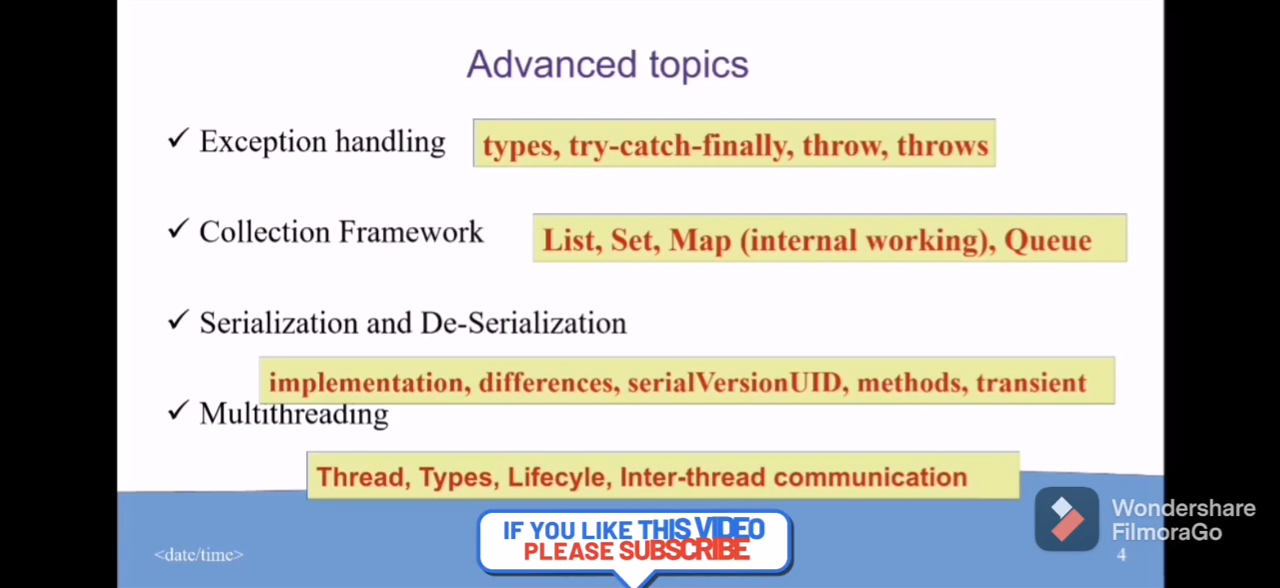 Advanced topics
✓ Exception handling
types, try-catch-finally, throw, throws
✓ Collection Framework
List, Set, Map (internal working), Queue
✓ Serialization and De-Serialization
implementation, differences, serialVersionUID, methods, transient
✓ Multithreading
Thread, Types, Lifecyle, Inter-thread communication
IF YOU LIKE THIS VIDEO
PLEASE SUBSCRIBE
<date/time>
4
Wondershare
FilmoraGo